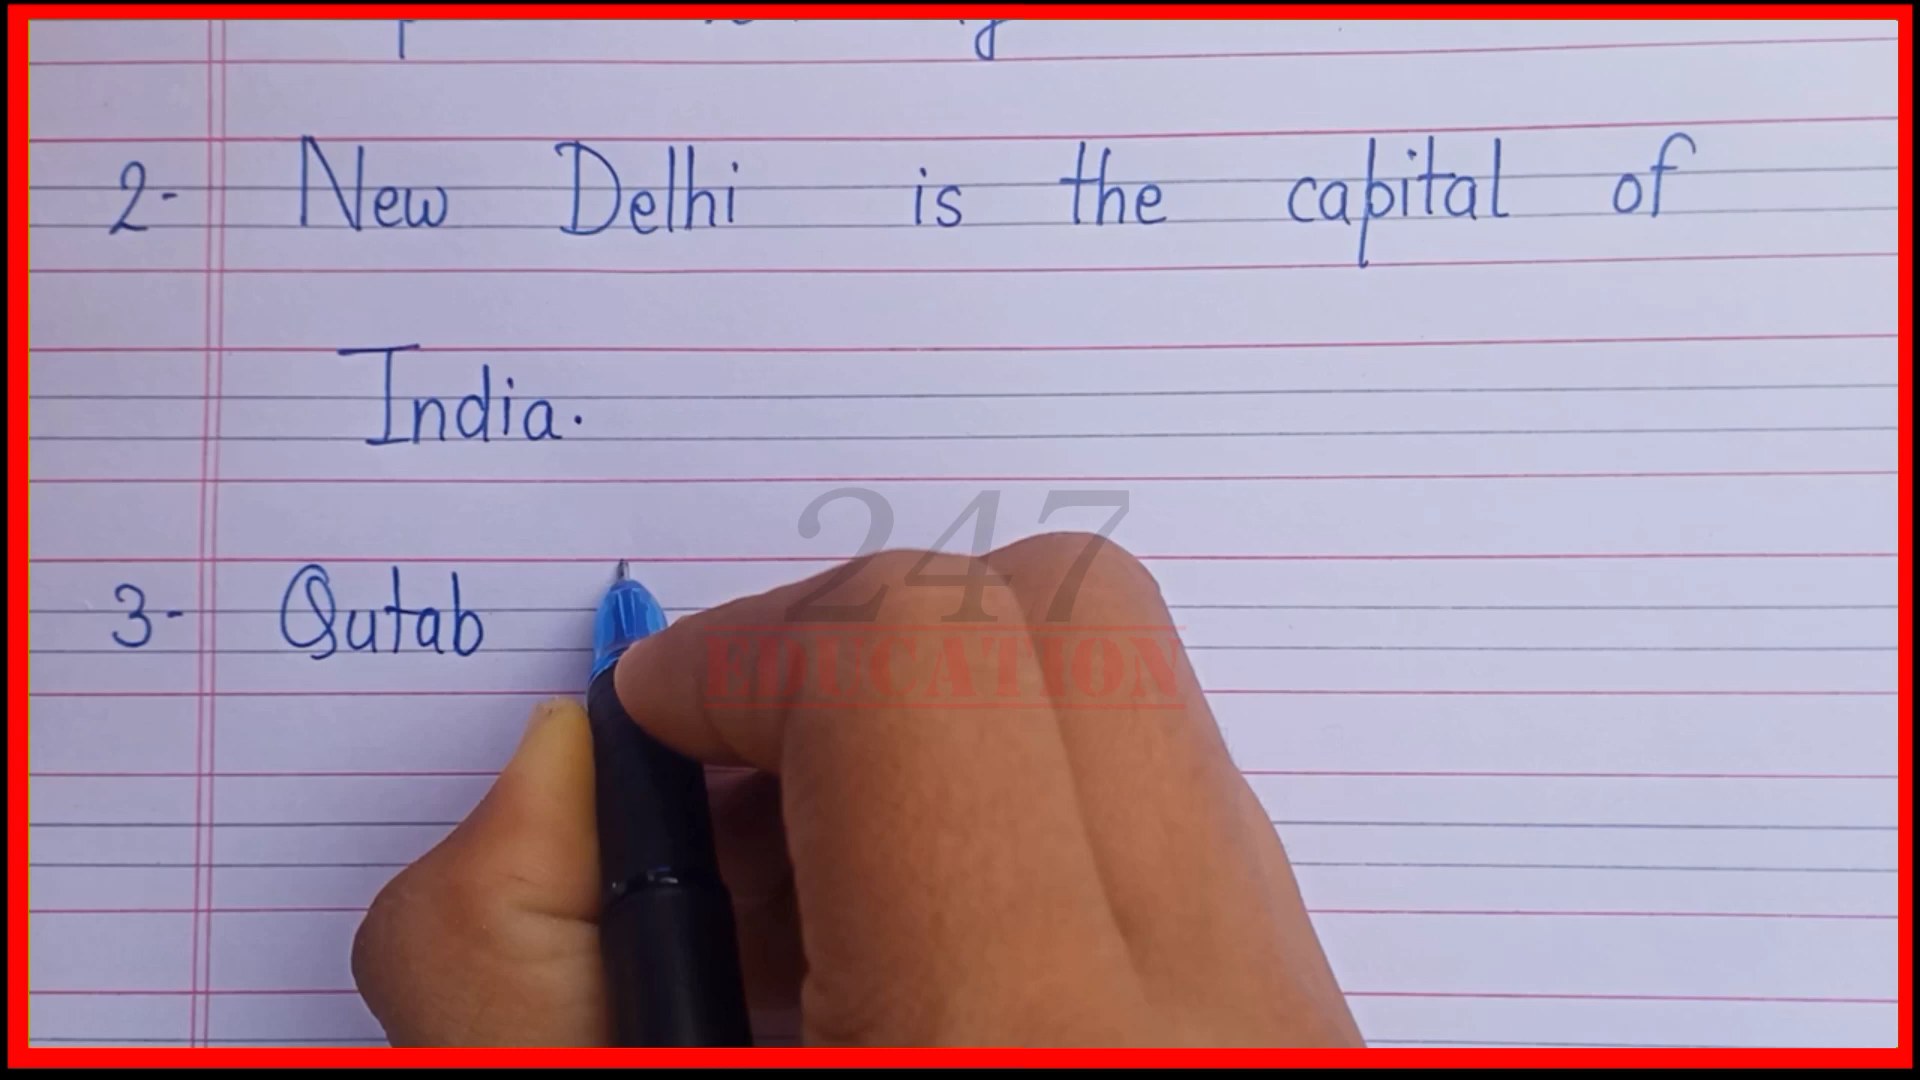 2- New Delhi is the capital of
India.
3- Qutab
247
EDUCATION